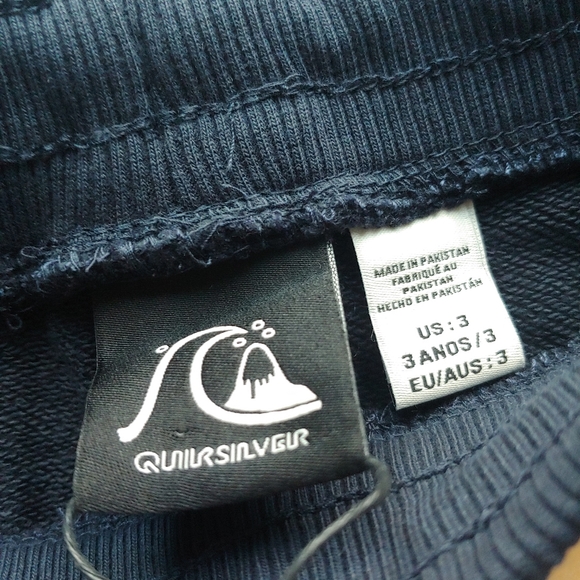 QUIKSILVER
MADE IN PAKISTAN
FABRIQUÉ AU
PAKISTAN
HECHO EN PAKISTÁN
US : 3
3 ANOS / 3
EU/AUS : 3